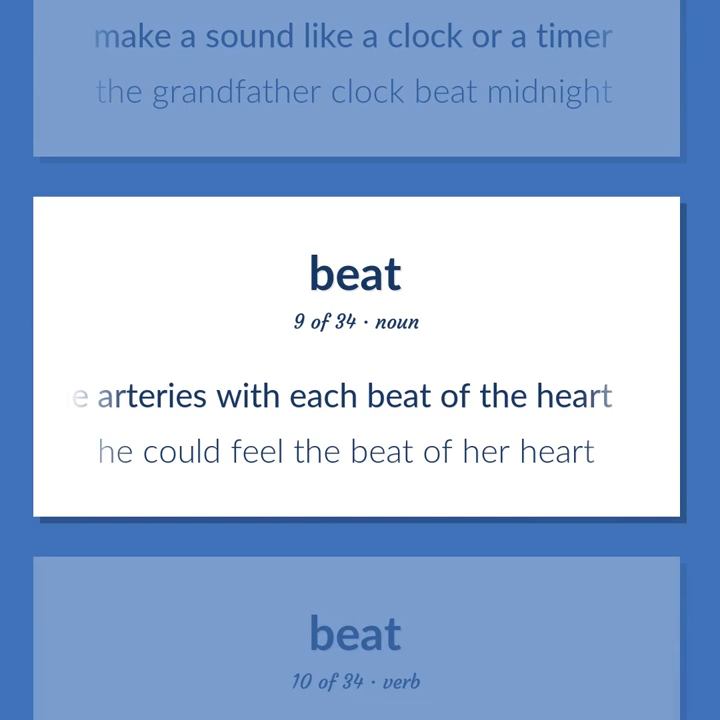 make a sound like a clock or a timer
the grandfather clock beat midnight
beat
9 of 34 · noun
e arteries with each beat of the heart
he could feel the beat of her heart
beat
10 of 34 · verb